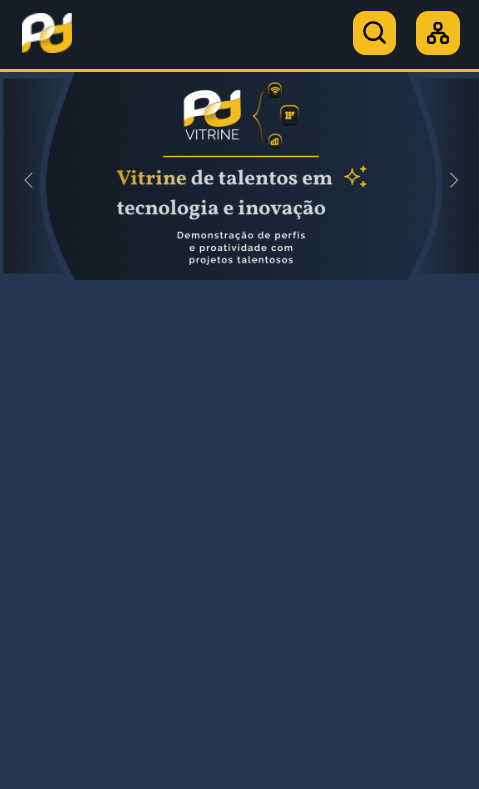 VITRINE
Vitrine de talentos em
tecnologia e inovação
Demonstração de perfis
e proatividade com
projetos talentosos